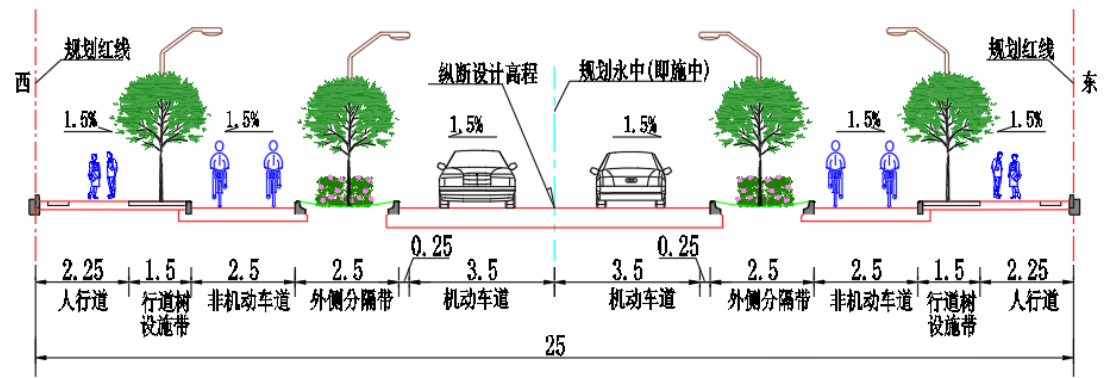 规划红线
纵断设计高程
规划永中(即施中)
规划红线
西
东
1.5%
1.5%
1.5%
1.5%
1.5%
1.5%
0.25
0.25
2.25
1.5
2.5
2.5
3.5
3.5
2.5
2.5
1.5
2.25
人行道
行道树
设施带
非机动车道
外侧分隔带
机动车道
机动车道
外侧分隔带
非机动车道
行道树
设施带
人行道
25